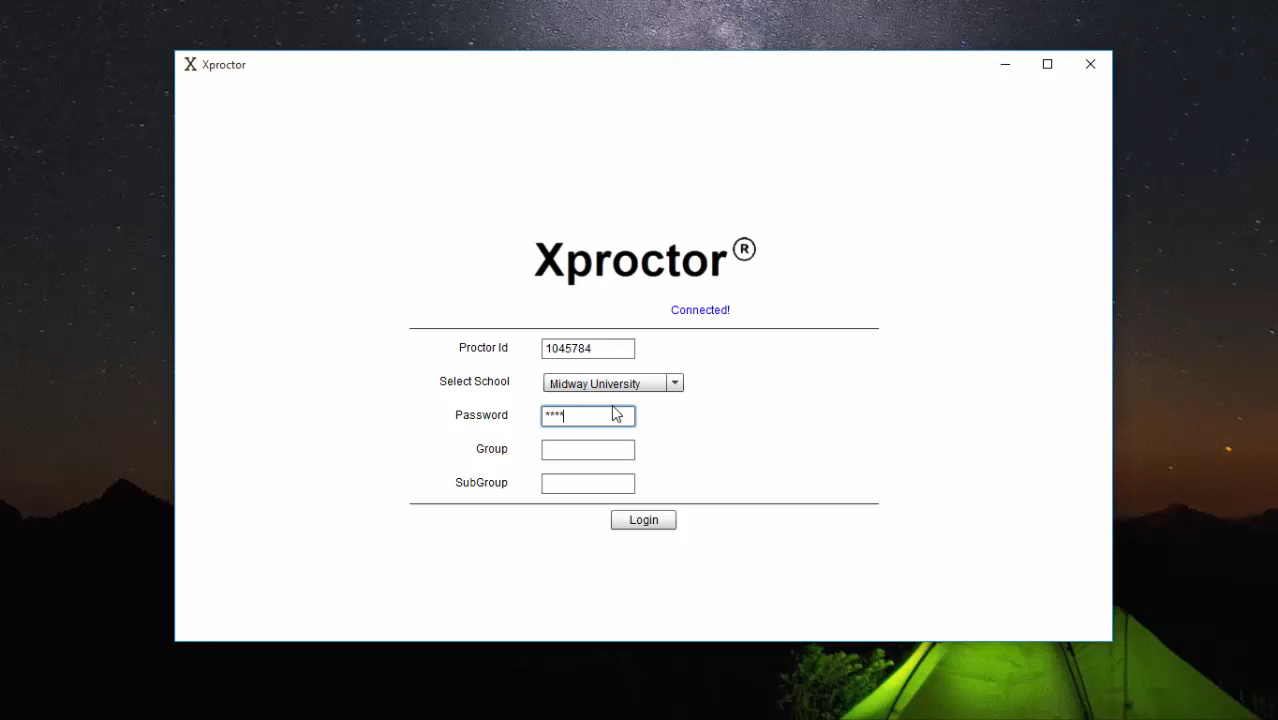 X Xproctor
Xproctor ®
Connected!
Proctor Id 1045784
Select School Midway University
Password ****
Group
SubGroup
Login